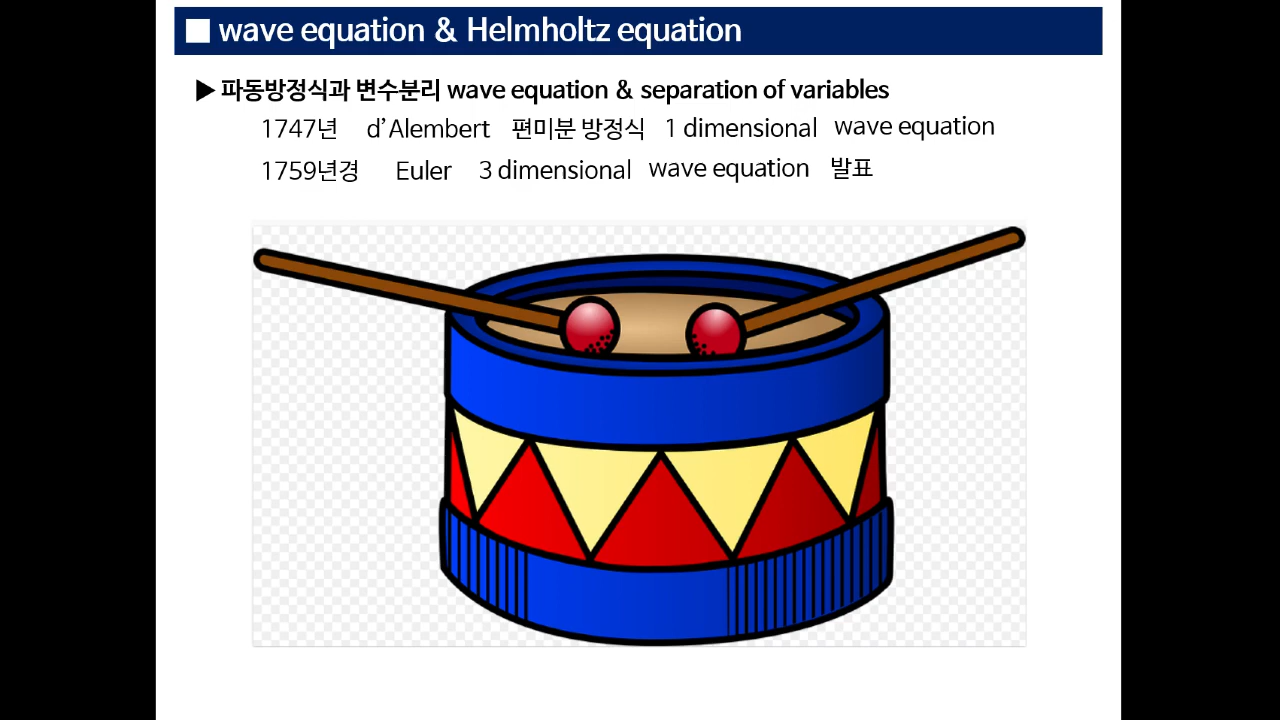 ■ wave equation & Helmholtz equation
▶ 파동방정식과 변수분리 wave equation & separation of variables
1747년 d’Alembert 편미분 방정식 1 dimensional wave equation
1759년경 Euler 3 dimensional wave equation 발표